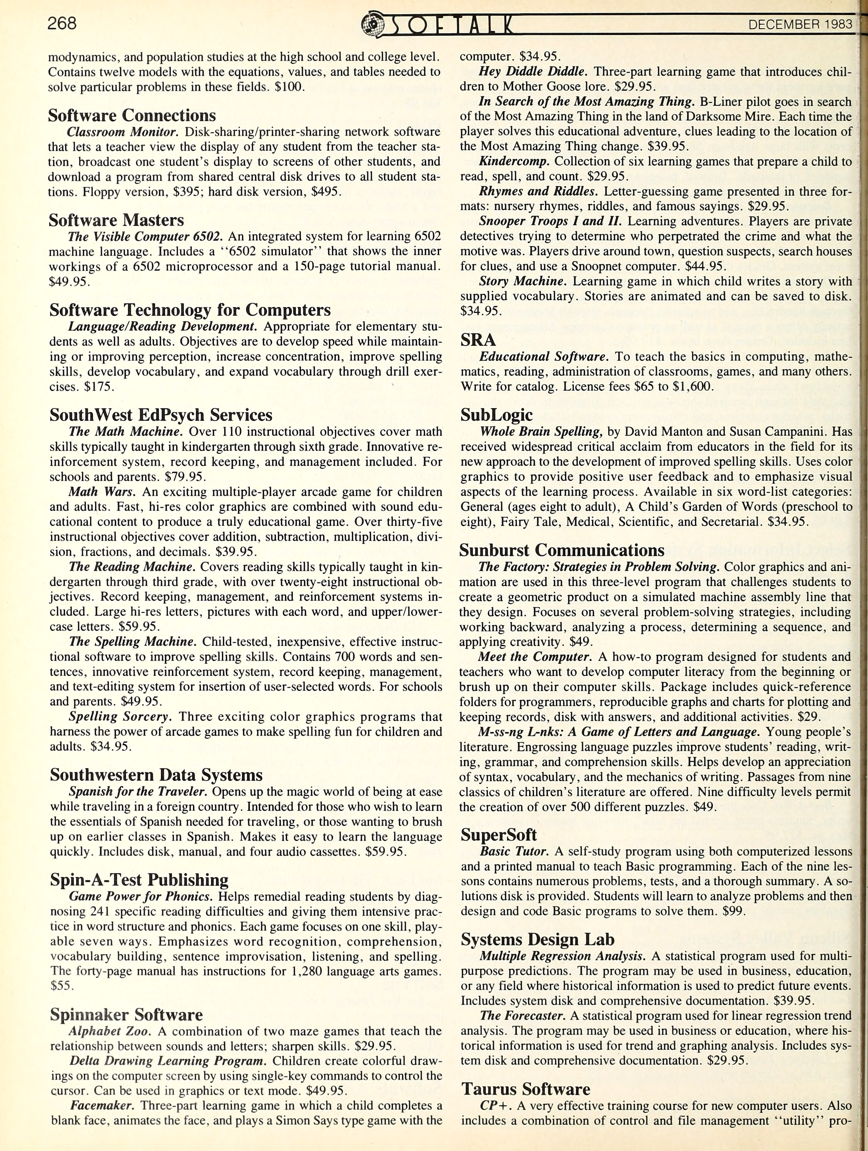 268
SOFTALK
DECEMBER 1983
modynamics, and population studies at the high school and college level.
Contains twelve models with the equations, values, and tables needed to
solve particular problems in these fields. $100.
Software Connections
Classroom Monitor. Disk-sharing/printer-sharing network software
that lets a teacher view the display of any student from the teacher sta-
tion, broadcast one student's display to screens of other students, and
download a program from shared central disk drives to all student sta-
tions. Floppy version, $395; hard disk version, $495.
Software Masters
The Visible Computer 6502. An integrated system for learning 6502
machine language. Includes a "6502 simulator" that shows the inner
workings of a 6502 microprocessor and a 150-page tutorial manual.
$49.95.
Software Technology for Computers
Language/Reading Development. Appropriate for elementary stu-
dents as well as adults. Objectives are to develop speed while maintain-
ing or improving perception, increase concentration, improve spelling
skills, develop vocabulary, and expand vocabulary through drill exer-
cises. $175.
SouthWest EdPsych Services
The Math Machine. Over 110 instructional objectives cover math
skills typically taught in kindergarten through sixth grade. Innovative re-
inforcement system, record keeping, and management included. For
schools and parents. $79.95.
Math Wars. An exciting multiple-player arcade game for children
and adults. Fast, hi-res color graphics are combined with sound edu-
cational content to produce a truly educational game. Over thirty-five
instructional objectives cover addition, subtraction, multiplication, divi-
sion, fractions, and decimals. $39.95.
The Reading Machine. Covers reading skills typically taught in kin-
dergarten through third grade, with over twenty-eight instructional ob-
jectives. Record keeping, management, and reinforcement systems in-
cluded. Large hi-res letters, pictures with each word, and upper/lower-
case letters. $59.95.
The Spelling Machine. Child-tested, inexpensive, effective instruc-
tional software to improve spelling skills. Contains 700 words and sen-
tences, innovative reinforcement system, record keeping, management,
and text-editing system for insertion of user-selected words. For schools
and parents. $49.95.
Spelling Sorcery. Three exciting color graphics programs that
harness the power of arcade games to make spelling fun for children and
adults. $34.95.
Southwestern Data Systems
Spanish for the Traveler. Opens up the magic world of being at ease
while traveling in a foreign country. Intended for those who wish to learn
the essentials of Spanish needed for traveling, or those wanting to brush
up on earlier classes in Spanish. Makes it easy to learn the language
quickly. Includes disk, manual, and four audio cassettes. $59.95.
Spin-A-Test Publishing
Game Power for Phonics. Helps remedial reading students by diag-
nosing 241 specific reading difficulties and giving them intensive prac-
tice in word structure and phonics. Each game focuses on one skill, play-
able seven ways. Emphasizes word recognition, comprehension,
vocabulary building, sentence improvisation, listening, and spelling.
The forty-page manual has instructions for 1,280 language arts games.
$55.
Spinnaker Software
Alphabet Zoo. A combination of two maze games that teach the
relationship between sounds and letters; sharpen skills. $29.95.
Delta Drawing Learning Program. Children create colorful draw-
ings on the computer screen by using single-key commands to control the
cursor. Can be used in graphics or text mode. $49.95.
Facemaker. Three-part learning game in which a child completes a
blank face, animates the face, and plays a Simon Says type game with the
computer. $34.95.
Hey Diddle Diddle. Three-part learning game that introduces chil-
dren to Mother Goose lore. $29.95.
In Search of the Most Amazing Thing. B-Liner pilot goes in search
of the Most Amazing Thing in the land of Darksome Mire. Each time the
player solves this educational adventure, clues leading to the location of
the Most Amazing Thing change. $39.95.
Kindercomp. Collection of six learning games that prepare a child to
read, spell, and count. $29.95.
Rhymes and Riddles. Letter-guessing game presented in three for-
mats: nursery rhymes, riddles, and famous sayings. $29.95.
Snooper Troops I and II. Learning adventures. Players are private
detectives trying to determine who perpetrated the crime and what the
motive was. Players drive around town, question suspects, search houses
for clues, and use a Snoopnet computer. $44.95.
Story Machine. Learning game in which child writes a story with
supplied vocabulary. Stories are animated and can be saved to disk.
$34.95.
SRA
Educational Software. To teach the basics in computing, mathe-
matics, reading, administration of classrooms, games, and many others.
Write for catalog. License fees $65 to $1,600.
SubLogic
Whole Brain Spelling, by David Manton and Susan Campanini. Has
received widespread critical acclaim from educators in the field for its
new approach to the development of improved spelling skills. Uses color
graphics to provide positive user feedback and to emphasize visual
aspects of the learning process. Available in six word-list categories:
General (ages eight to adult), A Child's Garden of Words (preschool to
eight), Fairy Tale, Medical, Scientific, and Secretarial. $34.95.
Sunburst Communications
The Factory: Strategies in Problem Solving. Color graphics and ani-
mation are used in this three-level program that challenges students to
create a geometric product on a simulated machine assembly line that
they design. Focuses on several problem-solving strategies, including
working backward, analyzing a process, determining a sequence, and
applying creativity. $49.
Meet the Computer. A how-to program designed for students and
teachers who want to develop computer literacy from the beginning or
brush up on their computer skills. Package includes quick-reference
folders for programmers, reproducible graphs and charts for plotting and
keeping records, disk with answers, and additional activities. $29.
M-ss-ng L-nks: A Game of Letters and Language. Young people's
literature. Engrossing language puzzles improve students' reading, writ-
ing, grammar, and comprehension skills. Helps develop an appreciation
of syntax, vocabulary, and the mechanics of writing. Passages from nine
classics of children's literature are offered. Nine difficulty levels permit
the creation of over 500 different puzzles. $49.
SuperSoft
Basic Tutor. A self-study program using both computerized lessons
and a printed manual to teach Basic programming. Each of the nine les-
sons contains numerous problems, tests, and a thorough summary. A so-
lutions disk is provided. Students will learn to analyze problems and then
design and code Basic programs to solve them. $99.
Systems Design Lab
Multiple Regression Analysis. A statistical program used for multi-
purpose predictions. The program may be used in business, education,
or any field where historical information is used to predict future events.
Includes system disk and comprehensive documentation. $39.95.
The Forecaster. A statistical program used for linear regression trend
analysis. The program may be used in business or education, where his-
torical information is used for trend and graphing analysis. Includes sys-
tem disk and comprehensive documentation. $29.95.
Taurus Software
CP+. A very effective training course for new computer users. Also
includes a combination of control and file management "utility" pro-